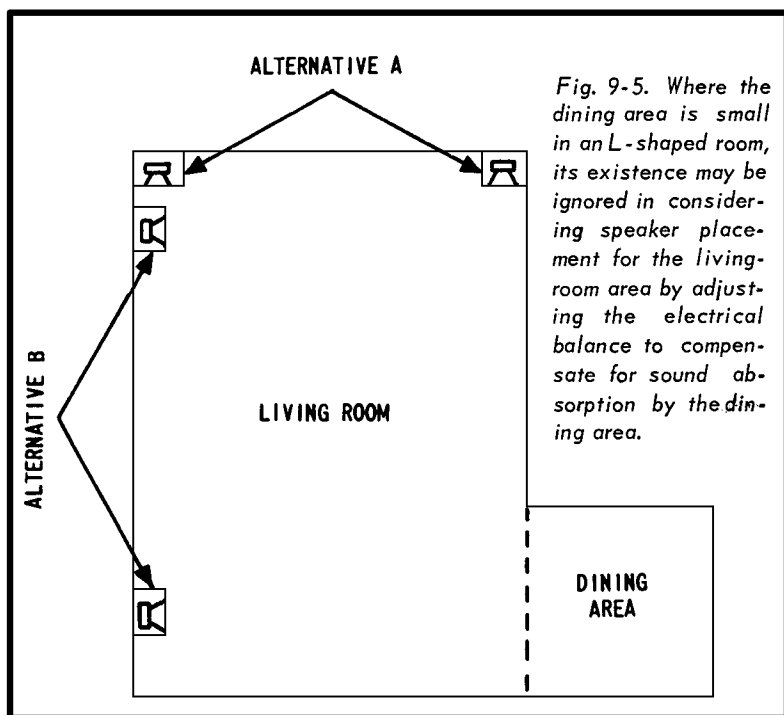 ALTERNATIVE A
Fig. 9-5. Where the
dining area is small
in an L-shaped room,
its existence may be
ignored in consider-
ing speaker place-
ment for the living-
room area by adjust-
ing the electrical
balance to compen-
sate for sound ab-
sorption by the din-
ing area.
ALTERNATIVE B
LIVING ROOM
DINING
AREA